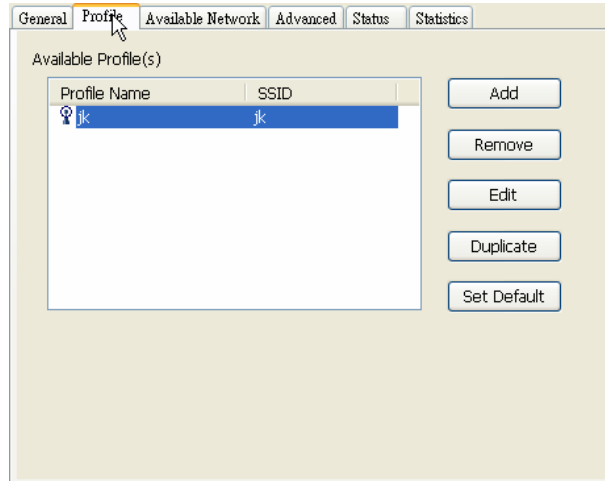 General Profile Available Network Advanced Status Statistics
Available Profile(s)
Profile Name SSID
jk jk
Add
Remove
Edit
Duplicate
Set Default